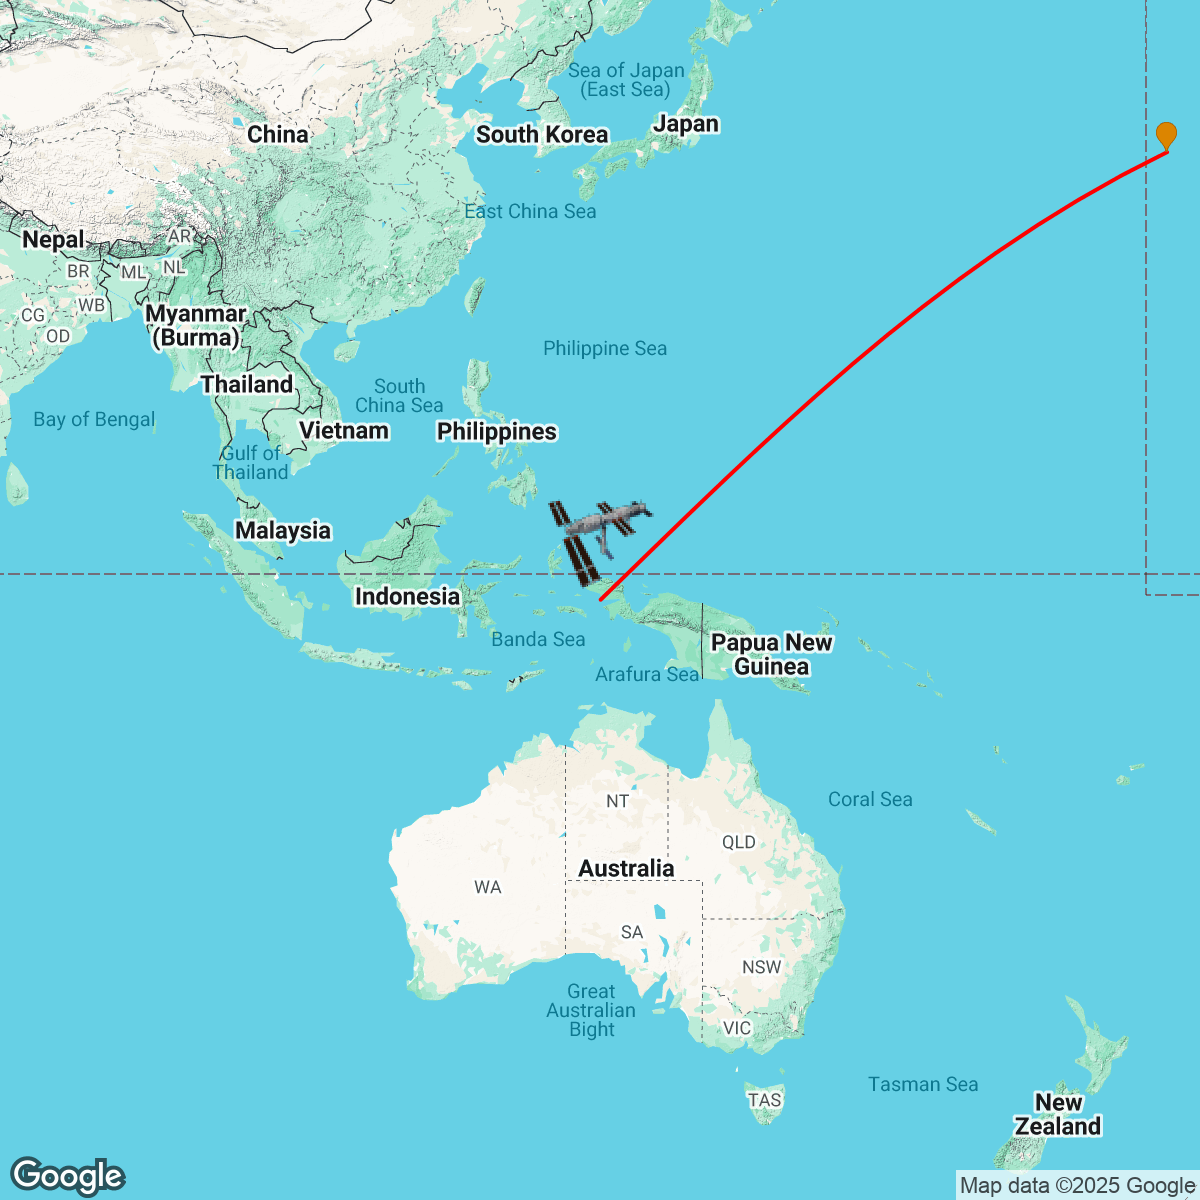 Sea of Japan
(East Sea)
China
South Korea
Japan
East China Sea
Nepal
AR
BR
ML
NL
WB
CG
OD
Myanmar
(Burma)
Philippine Sea
Thailand
South
China Sea
Bay of Bengal
Vietnam
Philippines
Gulf of
Thailand
Malaysia
Indonesia
Banda Sea
Papua New
Guinea
Arafura Sea
NT
Coral Sea
QLD
Australia
WA
SA
NSW
Great
Australian
Bight
VIC
Tasman Sea
TAS
New
Zealand
Google
Map data ©2025 Google